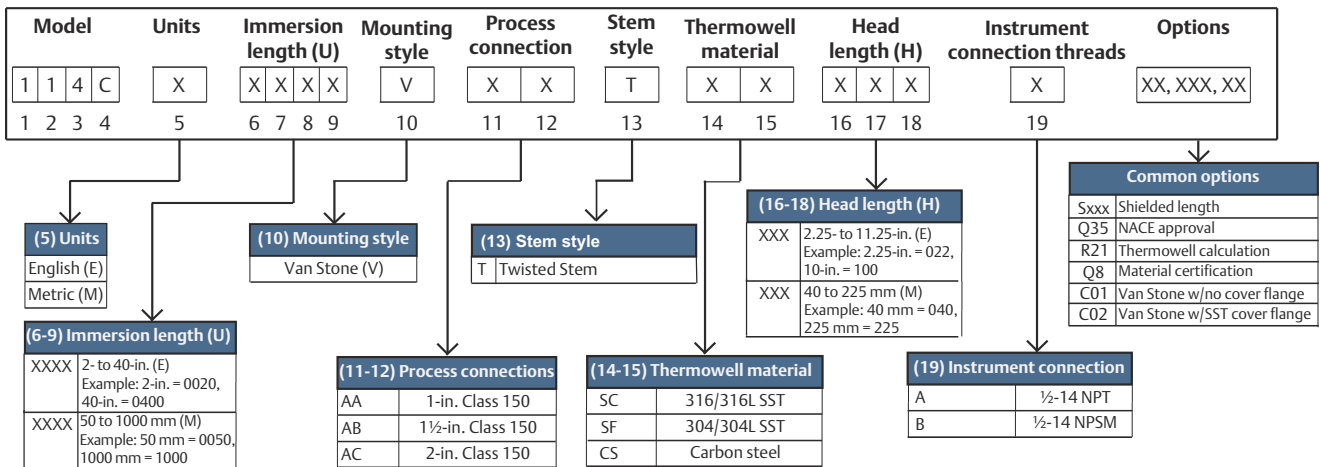 Model Units Immersion length (U) Mounting style Process connection Stem style Thermowell material Head length (H) Instrument connection threads Options
1 1 4 C X X X X X V X X T X X X X X X XX, XXX, XX
1 2 3 4 5 6 7 8 9 10 11 12 13 14 15 16 17 18 19
(5) Units
English (E)
Metric (M)
(6-9) Immersion length (U)
XXXX 2- to 40-in. (E)
Example: 2-in. = 0020,
40-in. = 0400
XXXX 50 to 1000 mm (M)
Example: 50 mm = 0050,
1000 mm = 1000
(10) Mounting style
Van Stone (V)
(11-12) Process connections
AA 1-in. Class 150
AB 1½-in. Class 150
AC 2-in. Class 150
(13) Stem style
T Twisted Stem
(14-15) Thermowell material
SC 316/316L SST
SF 304/304L SST
CS Carbon steel
(16-18) Head length (H)
XXX 2.25- to 11.25-in. (E)
Example: 2.25-in. = 022,
10-in. = 100
XXX 40 to 225 mm (M)
Example: 40 mm = 040,
225 mm = 225
(19) Instrument connection
A ½-14 NPT
B ½-14 NPSM
Common options
Sxxx Shielded length
Q35 NACE approval
R21 Thermowell calculation
Q8 Material certification
C01 Van Stone w/no cover flange
C02 Van Stone w/SST cover flange